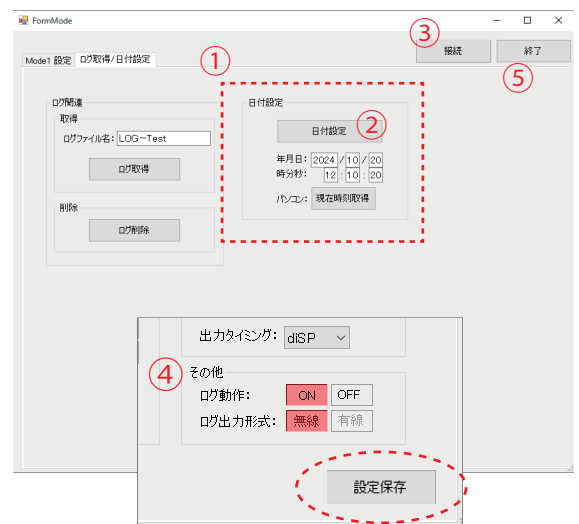 FormMode
③
接続
終了
Mode1 設定 ログ取得/日付設定
①
⑤
ログ関連
取得
ログファイル名: LOG-Test
ログ取得
削除
ログ削除
日付設定
日付設定 ②
年月日: 2024 / 10 / 20
時分秒: 12 : 10 : 20
パソコン: 現在時刻取得
出力タイミング: diSP
④
その他
ログ動作: ON OFF
ログ出力形式: 無線 有線
設定保存